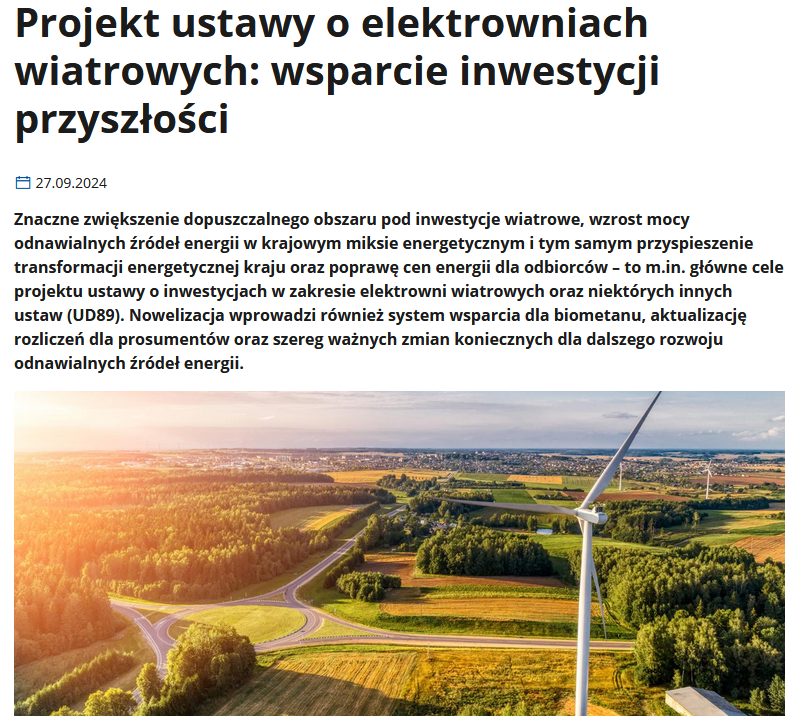 Projekt ustawy o elektrowniach
wiatrowych: wsparcie inwestycji
przyszłości
27.09.2024
Znaczne zwiększenie dopuszczalnego obszaru pod inwestycje wiatrowe, wzrost mocy
odnawialnych źródeł energii w krajowym miksie energetycznym i tym samym przyspieszenie
transformacji energetycznej kraju oraz poprawę cen energii dla odbiorców – to m.in. główne cele
projektu ustawy o inwestycjach w zakresie elektrowni wiatrowych oraz niektórych innych
ustaw (UD89). Nowelizacja wprowadzi również system wsparcia dla biometanu, aktualizację
rozliczeń dla prosumentów oraz szereg ważnych zmian koniecznych dla dalszego rozwoju
odnawialnych źródeł energii.